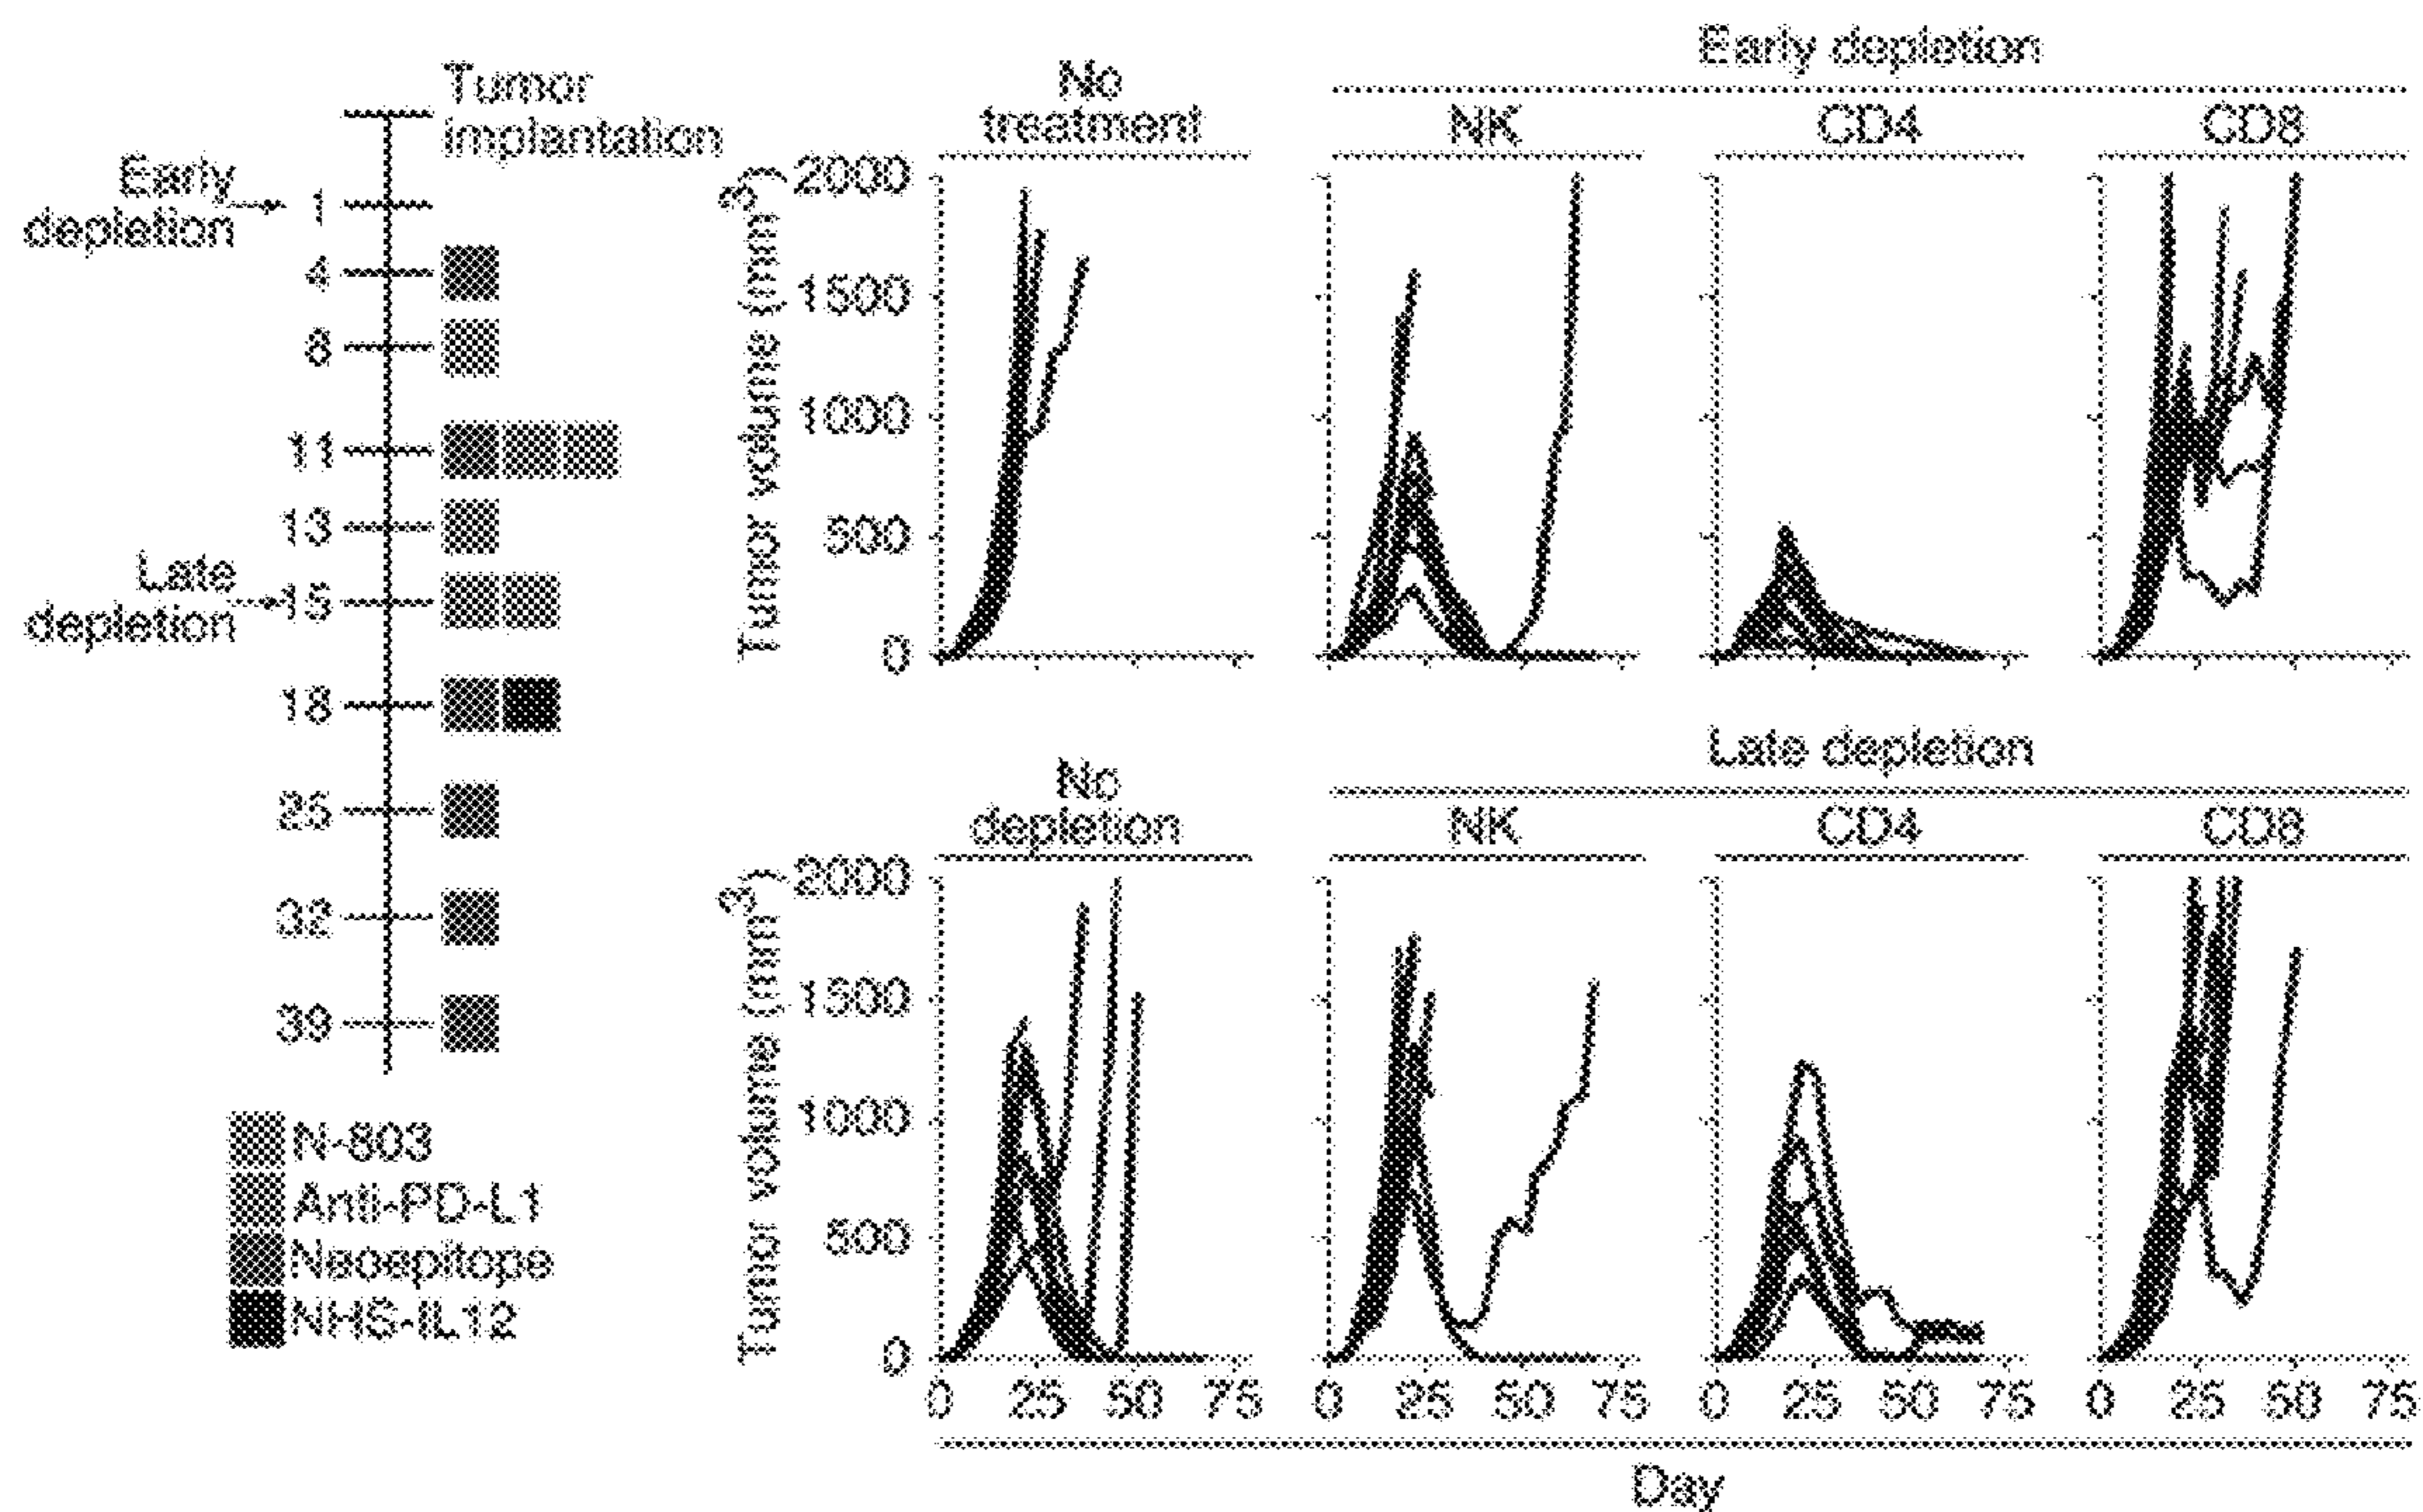 Tumor
implantation
Early
depletion
1
4
8
11
13
Late
depletion
15
18
25
32
39
N-803
Anti-PD-L1
Neoepitope
NHS-IL12
No
treatment
Early depletion
NK
CD4
CD8
Tumor volume (mm3)
2000
1500
1000
500
0
No
depletion
Late depletion
NK
CD4
CD8
Tumor volume (mm3)
2000
1500
1000
500
0
0 25 50 75
0 25 50 75
0 25 50 75
0 25 50 75
Day